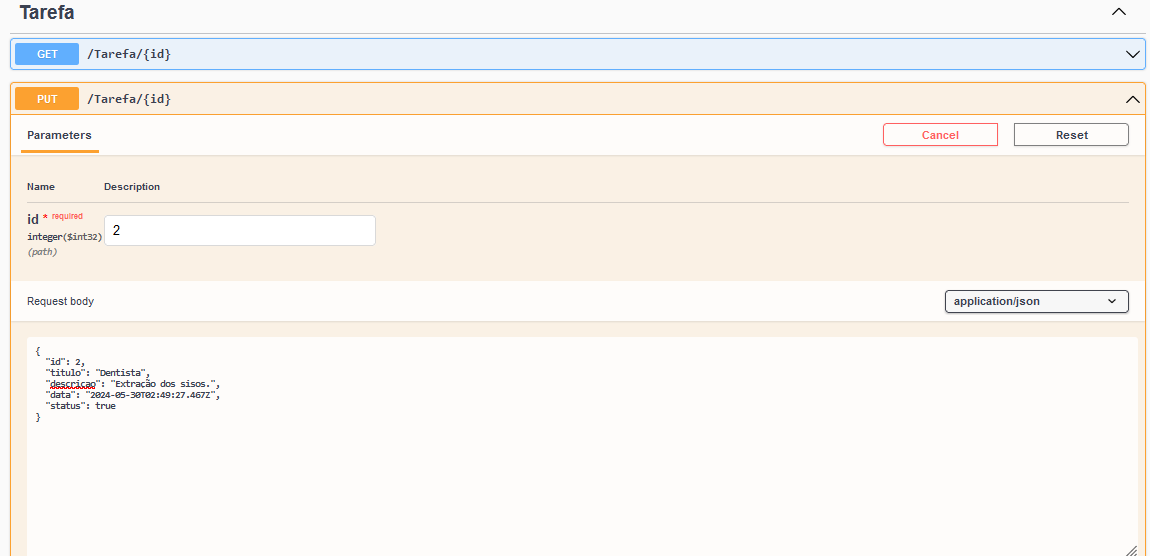 Tarefa
GET /Tarefa/{id}
PUT /Tarefa/{id}
Parameters Cancel Reset
Name Description
id * required
integer($int32) 2
(path)
Request body application/json
{
"id": 2,
"titulo": "Dentista",
"descricao": "Extração dos sisos.",
"data": "2024-05-30T02:49:27.467Z",
"status": true
}